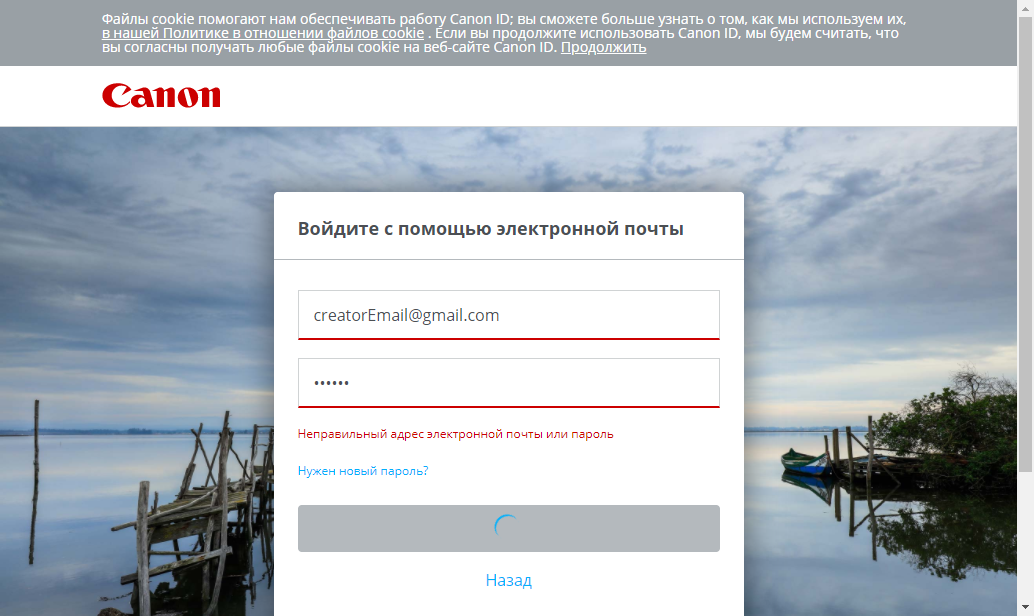 Файлы cookie помогают нам обеспечивать работу Canon ID; вы сможете больше узнать о том, как мы используем их,
в нашей Политике в отношении файлов cookie . Если вы продолжите использовать Canon ID, мы будем считать, что
вы согласны получать любые файлы cookie на веб-сайте Canon ID. Продолжить
Canon
Войдите с помощью электронной почты
creatorEmail@gmail.com
••••••
Неправильный адрес электронной почты или пароль
Нужен новый пароль?
Назад